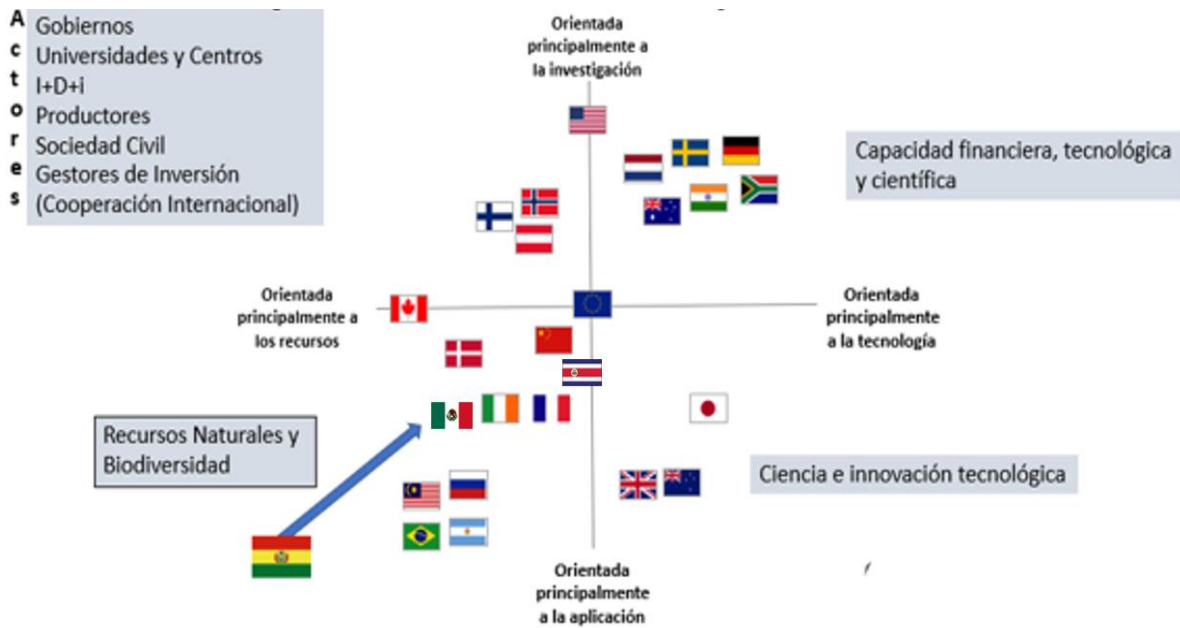 Actores
Gobiernos
Universidades y Centros
I+D+i
Productores
Sociedad Civil
Gestores de Inversión
(Cooperación Internacional)
Orientada
principalmente a
la investigación
Capacidad financiera, tecnológica
y científica
Orientada
principalmente a
los recursos
Orientada
principalmente
a la tecnología
Recursos Naturales y
Biodiversidad
Ciencia e innovación tecnológica
Orientada
principalmente
a la aplicación